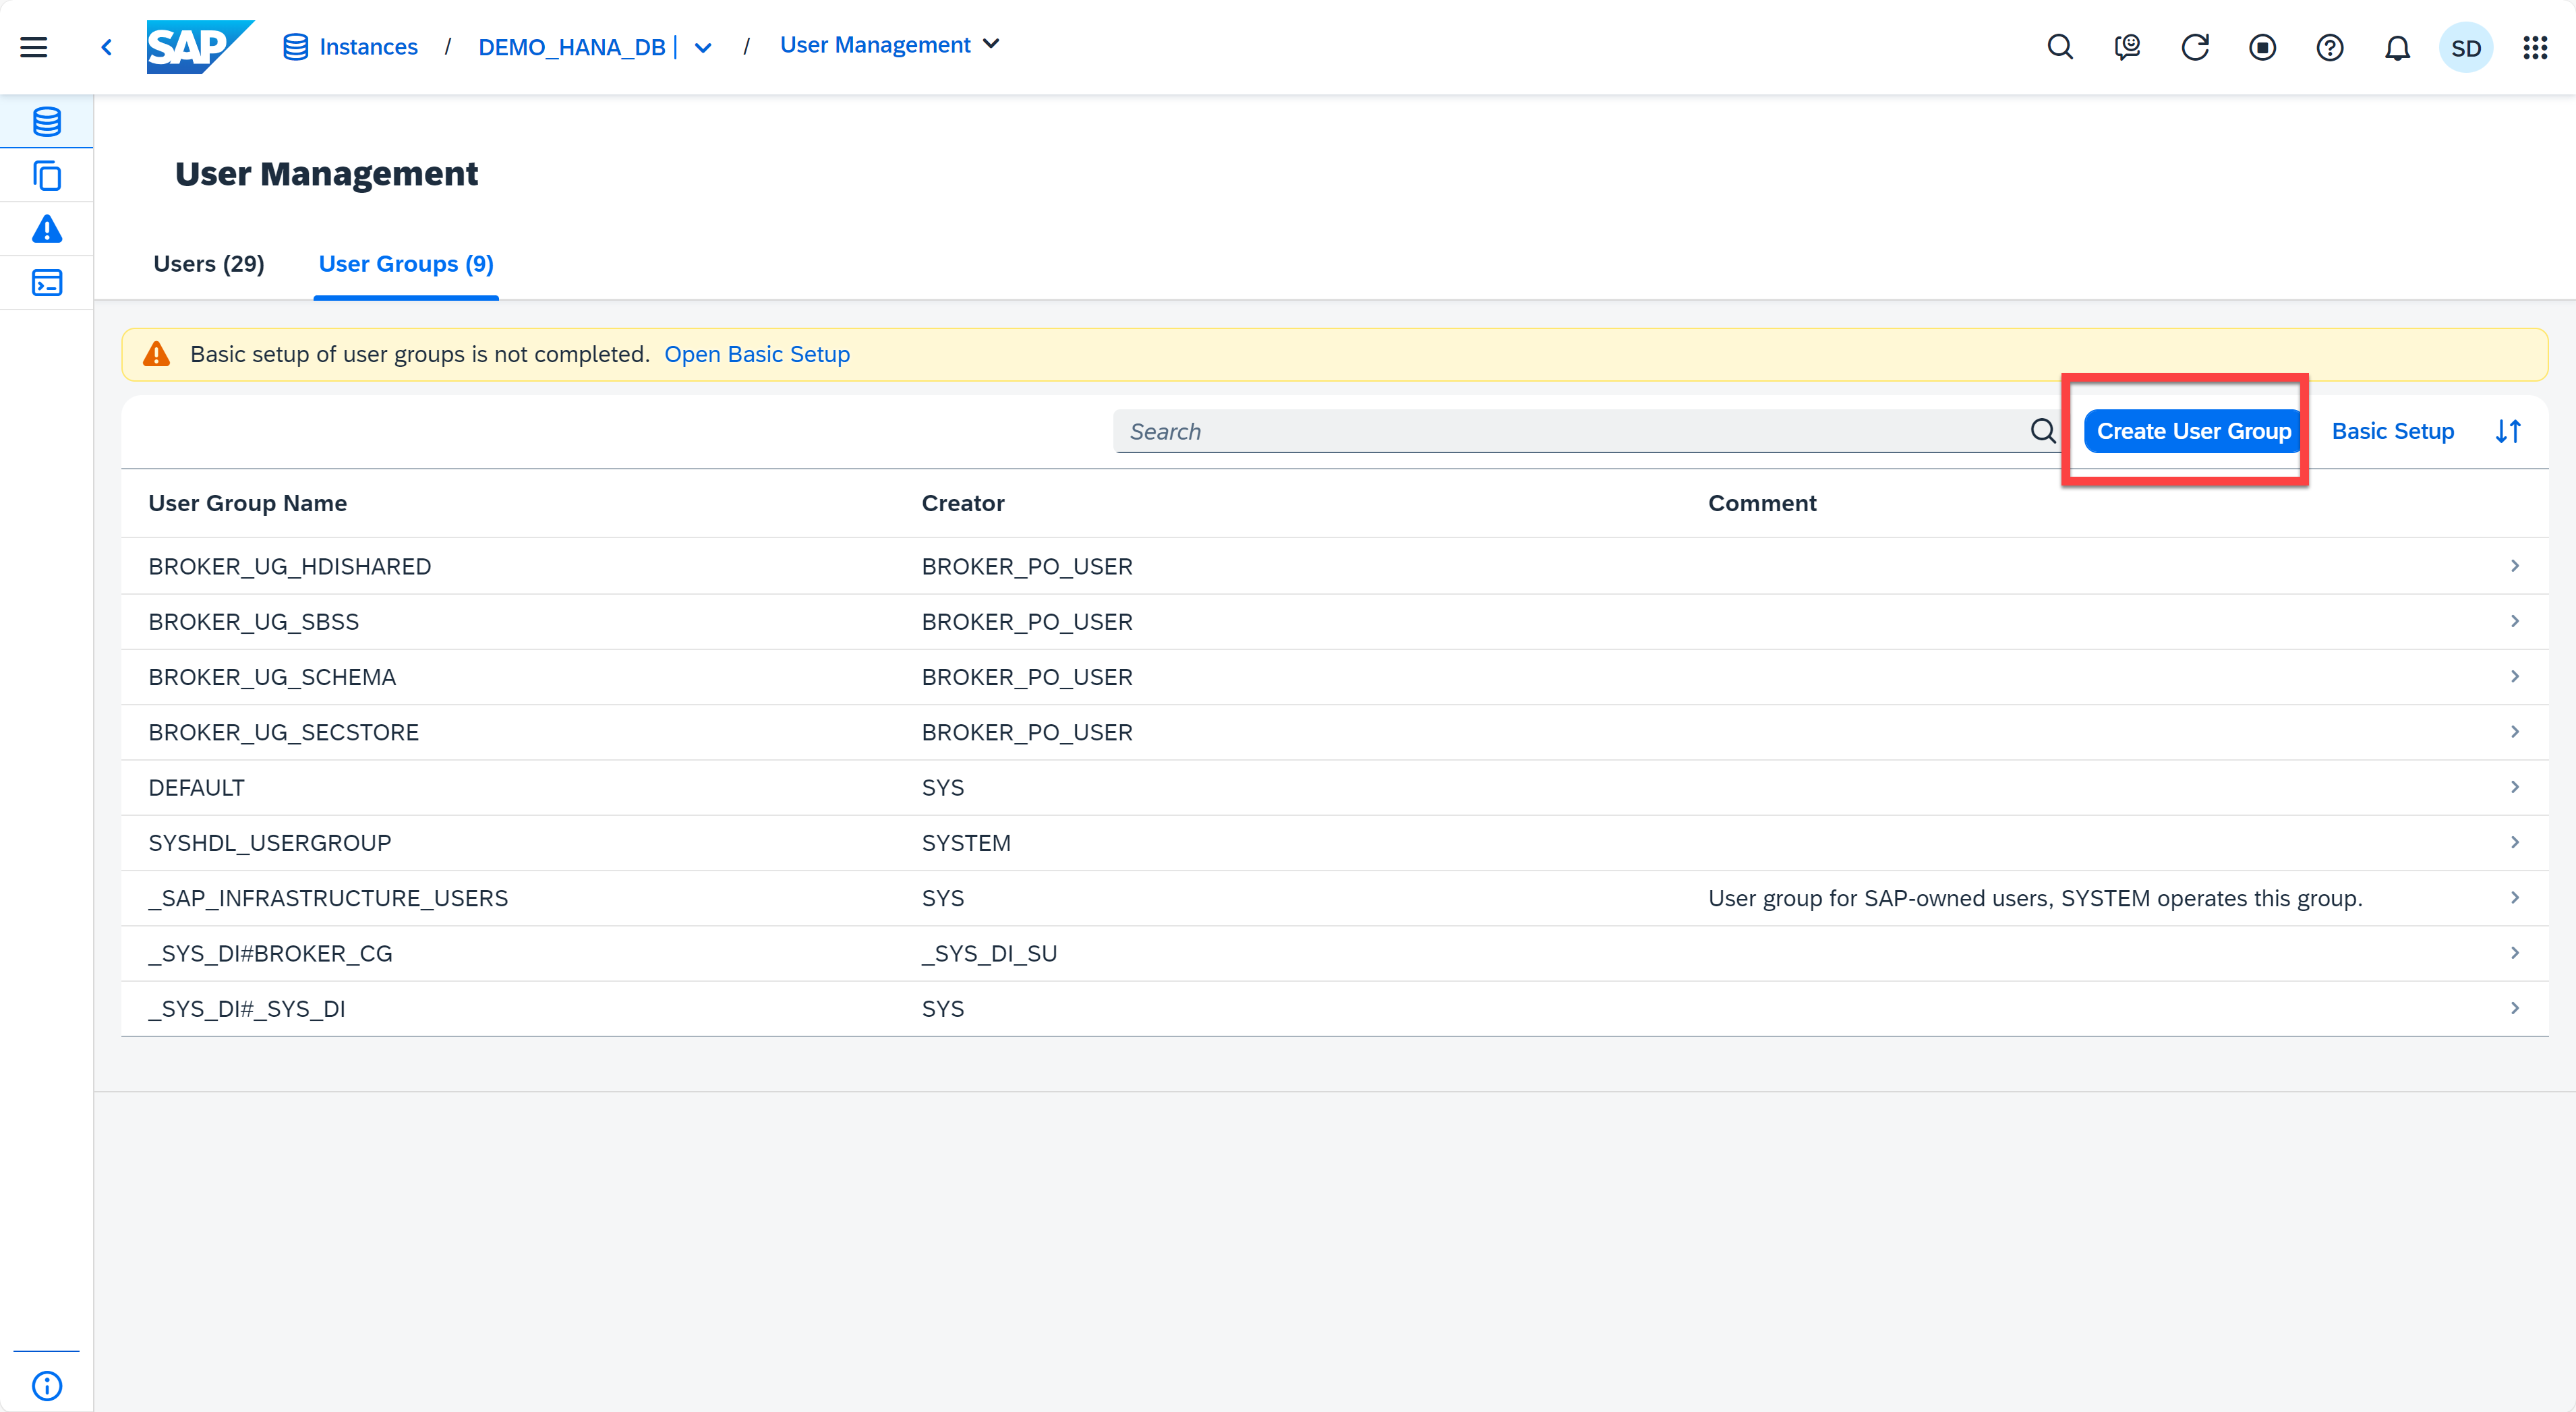 SAP Instances / DEMO_HANA_DB | / User Management SD
User Management
Users (29) User Groups (9)
Basic setup of user groups is not completed. Open Basic Setup
Search Create User Group Basic Setup
User Group Name Creator Comment
BROKER_UG_HDISHARED BROKER_PO_USER
BROKER_UG_SBSS BROKER_PO_USER
BROKER_UG_SCHEMA BROKER_PO_USER
BROKER_UG_SECSTORE BROKER_PO_USER
DEFAULT SYS
SYSHDL_USERGROUP SYSTEM
_SAP_INFRASTRUCTURE_USERS SYS User group for SAP-owned users, SYSTEM operates this group.
_SYS_DI#BROKER_CG _SYS_DI_SU
_SYS_DI#_SYS_DI SYS